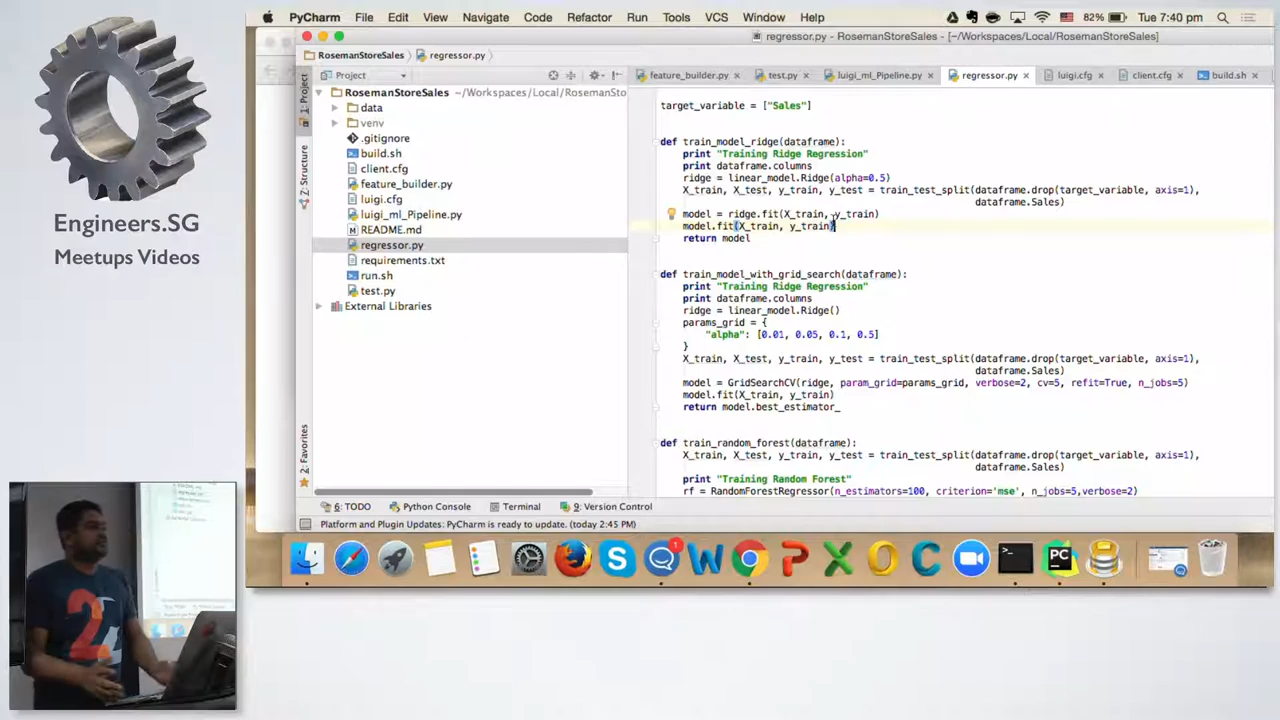 PyCharm File Edit View Navigate Code Refactor Run Tools VCS Window Help 82% Tue 7:40 pm
regressor.py - RosemanStoreSales - [~/Workspaces/Local/RosemanStoreSales]
RosemanStoreSales regressor.py
Project feature_builder.py test.py luigi_ml_Pipeline.py regressor.py luigi.cfg client.cfg build.sh
1: Project
Z: Structure
2: Favorites
RosemanStoreSales ~/Workspaces/Local/RosemanSto
data
venv
.gitignore
build.sh
client.cfg
feature_builder.py
luigi.cfg
luigi_ml_Pipeline.py
README.md
regressor.py
requirements.txt
run.sh
test.py
External Libraries
target_variable = ["Sales"]
def train_model_ridge(dataframe):
print "Training Ridge Regression"
print dataframe.columns
ridge = linear_model.Ridge(alpha=0.5)
X_train, X_test, y_train, y_test = train_test_split(dataframe.drop(target_variable, axis=1),
dataframe.Sales)
model = ridge.fit(X_train, y_train)
model.fit(X_train, y_train)
return model
def train_model_with_grid_search(dataframe):
print "Training Ridge Regression"
print dataframe.columns
ridge = linear_model.Ridge()
params_grid = {
"alpha": [0.01, 0.05, 0.1, 0.5]
}
X_train, X_test, y_train, y_test = train_test_split(dataframe.drop(target_variable, axis=1),
dataframe.Sales)
model = GridSearchCV(ridge, param_grid=params_grid, verbose=2, cv=5, refit=True, n_jobs=5)
model.fit(X_train, y_train)
return model.best_estimator_
def train_random_forest(dataframe):
X_train, X_test, y_train, y_test = train_test_split(dataframe.drop(target_variable, axis=1),
dataframe.Sales)
print "Training Random Forest"
rf = RandomForestRegressor(n_estimators=100, criterion='mse', n_jobs=5,verbose=2)
6: TODO Python Console Terminal 9: Version Control
Platform and Plugin Updates: PyCharm is ready to update. (today 2:45 PM)
Engineers.SG
Meetups Videos